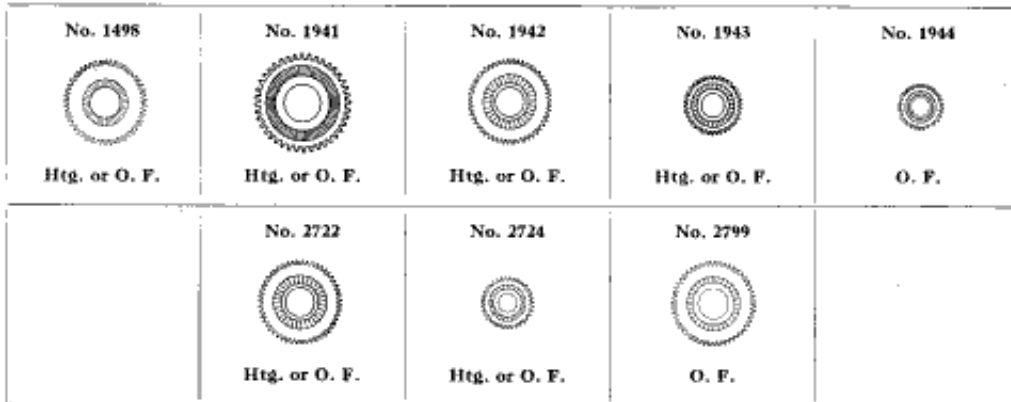 No. 1498 No. 1941 No. 1942 No. 1943 No. 1944
Htg. or O. F. Htg. or O. F. Htg. or O. F. Htg. or O. F. O. F.
No. 2722 No. 2724 No. 2799
Htg. or O. F. Htg. or O. F. O. F.